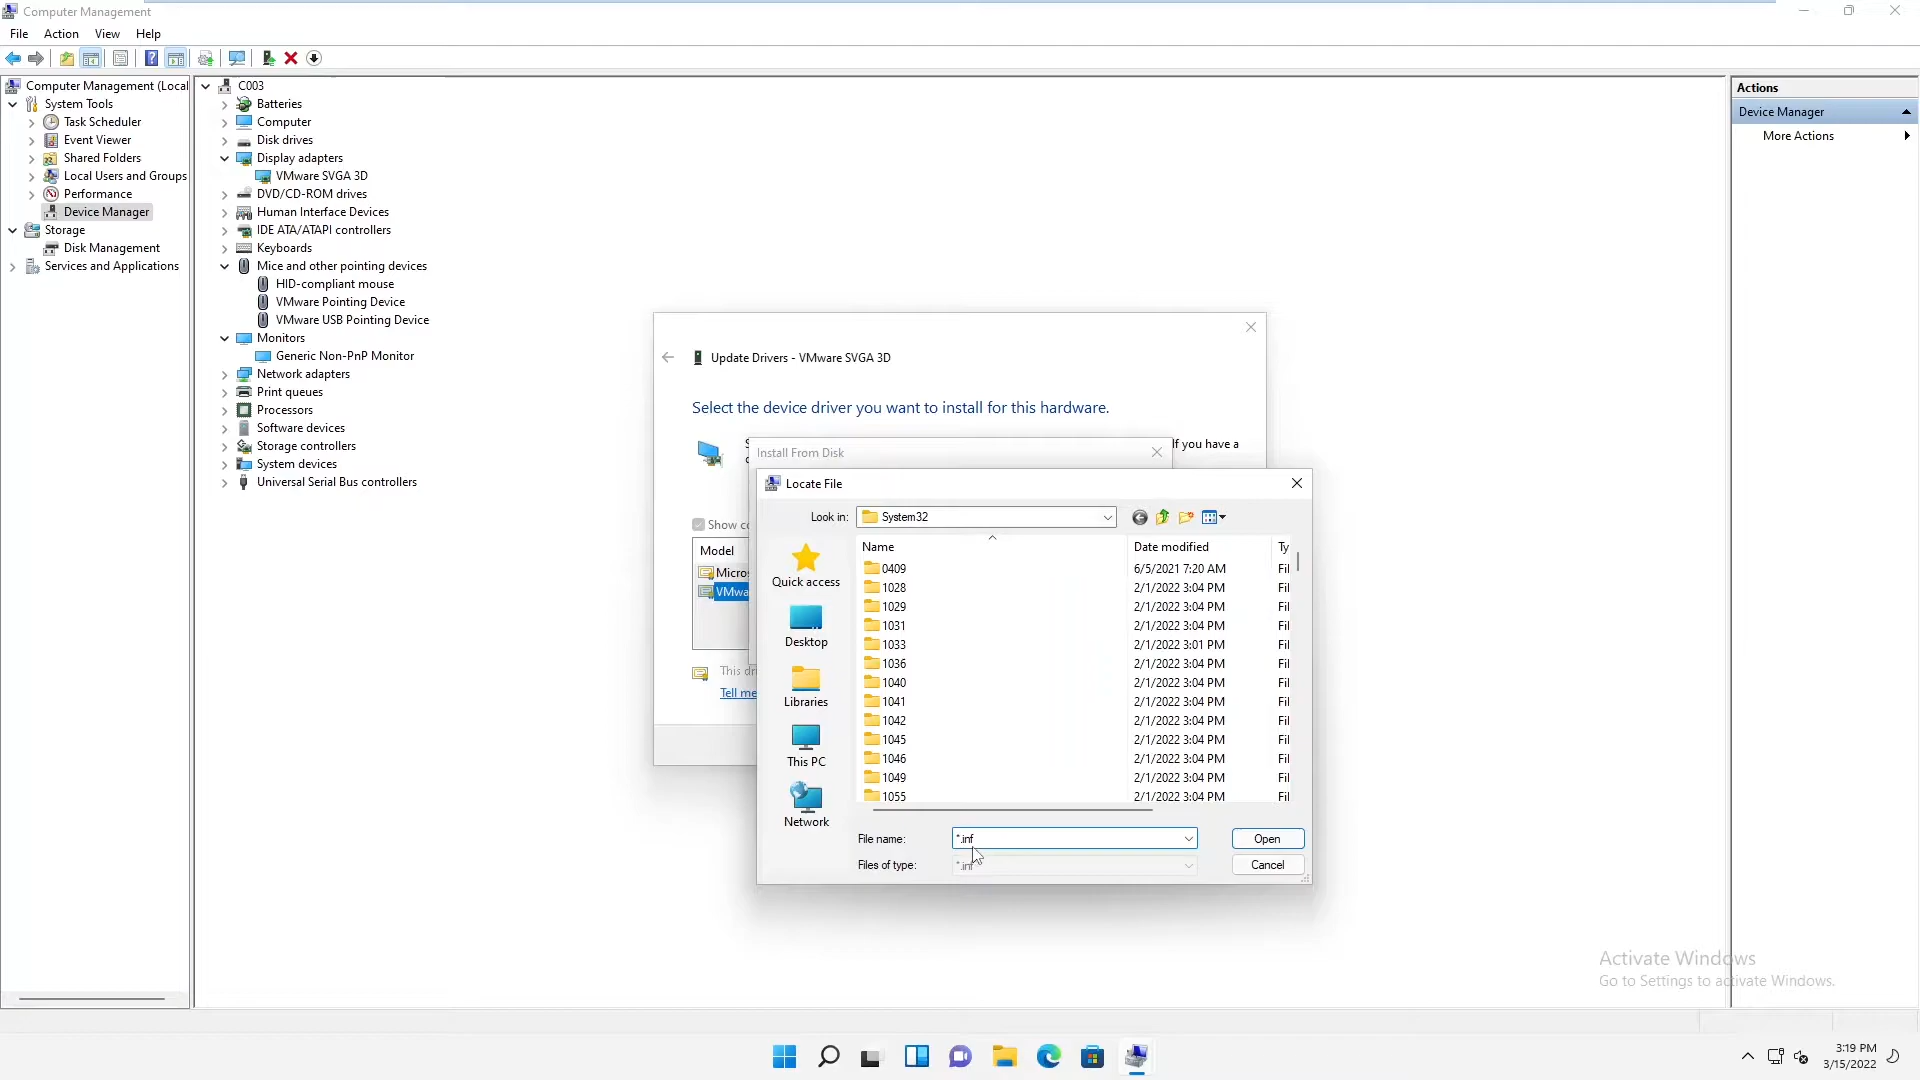 Computer Management
File Action View Help
Computer Management (Local
System Tools
Task Scheduler
Event Viewer
Shared Folders
Local Users and Groups
Performance
Device Manager
Storage
Disk Management
Services and Applications
C003
Batteries
Computer
Disk drives
Display adapters
VMware SVGA 3D
DVD/CD-ROM drives
Human Interface Devices
IDE ATA/ATAPI controllers
Keyboards
Mice and other pointing devices
HID-compliant mouse
VMware Pointing Device
VMware USB Pointing Device
Monitors
Generic Non-PnP Monitor
Network adapters
Print queues
Processors
Software devices
Storage controllers
System devices
Universal Serial Bus controllers
Actions
Device Manager
More Actions
Update Drivers - VMware SVGA 3D
Select the device driver you want to install for this hardware.
If you have a
Show co
Model
Micros
VMwa
This dri
Tell me
Install From Disk
Locate File
Look in: System32
Name Date modified Ty
0409 6/5/2021 7:20 AM Fil
1028 2/1/2022 3:04 PM Fil
1029 2/1/2022 3:04 PM Fil
1031 2/1/2022 3:04 PM Fil
1033 2/1/2022 3:01 PM Fil
1036 2/1/2022 3:04 PM Fil
1040 2/1/2022 3:04 PM Fil
1041 2/1/2022 3:04 PM Fil
1042 2/1/2022 3:04 PM Fil
1045 2/1/2022 3:04 PM Fil
1046 2/1/2022 3:04 PM Fil
1049 2/1/2022 3:04 PM Fil
1055 2/1/2022 3:04 PM Fil
Quick access
Desktop
Libraries
This PC
Network
File name: *.inf Open
Files of type: *.inf Cancel
Activate Windows
Go to Settings to activate Windows.
3:19 PM
3/15/2022